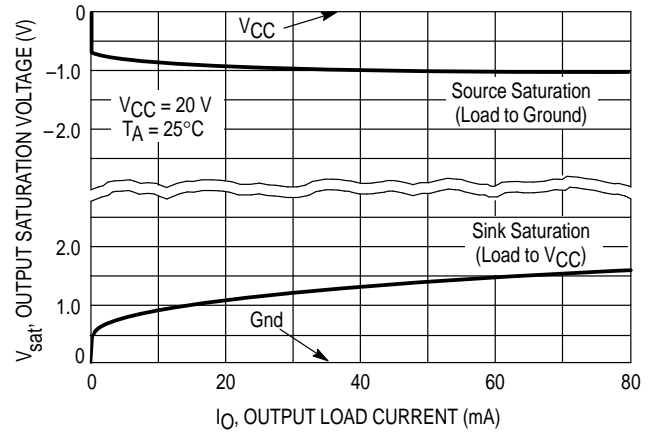 Vsat, OUTPUT SATURATION VOLTAGE (V)
0
–1.0
–2.0
2.0
1.0
0
VCC
VCC = 20 V
TA = 25°C
Source Saturation
(Load to Ground)
Sink Saturation
(Load to VCC)
Gnd
0
20
40
60
80
IO, OUTPUT LOAD CURRENT (mA)